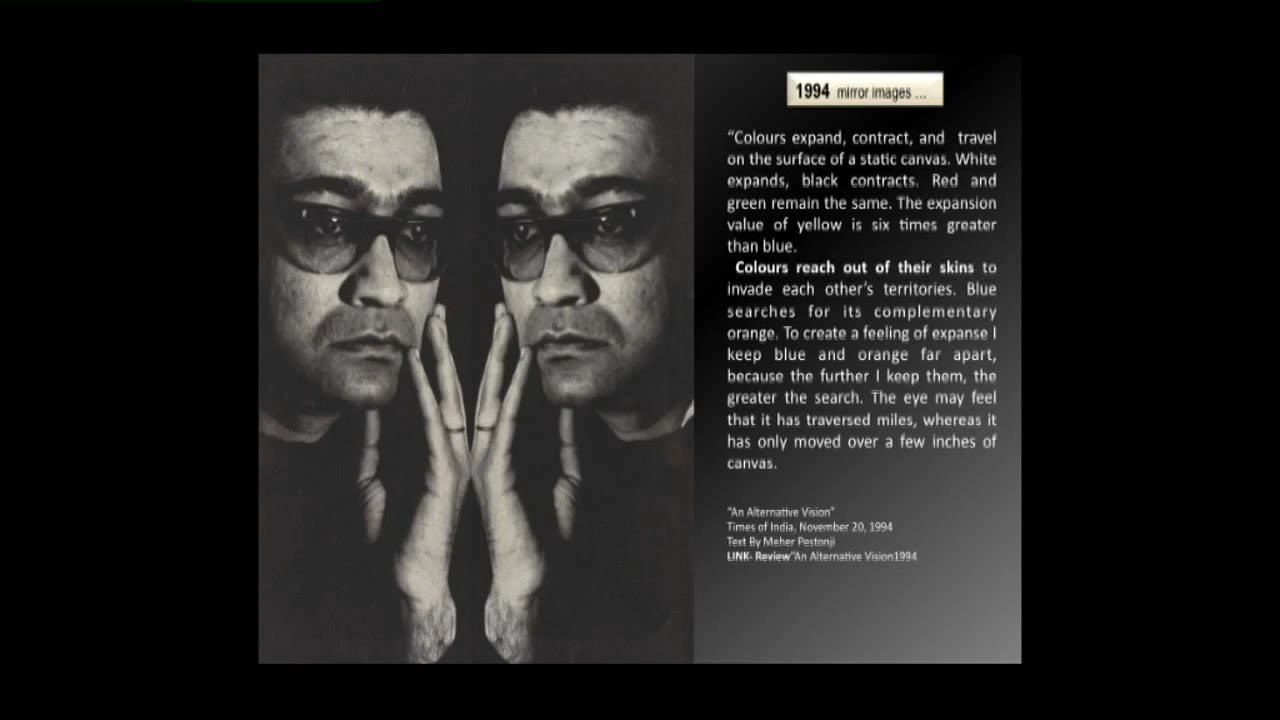 1994 mirror images ...
“Colours expand, contract, and travel
on the surface of a static canvas. White
expands, black contracts. Red and
green remain the same. The expansion
value of yellow is six times greater
than blue.
Colours reach out of their skins to
invade each other’s territories. Blue
searches for its complementary
orange. To create a feeling of expanse I
keep blue and orange far apart,
because the further I keep them, the
greater the search. The eye may feel
that it has traversed miles, whereas it
has only moved over a few inches of
canvas.
“An Alternative Vision”
Times of India, November 20, 1994
Text By Meher Pestonji
LINK- Review“An Alternative Vision1994